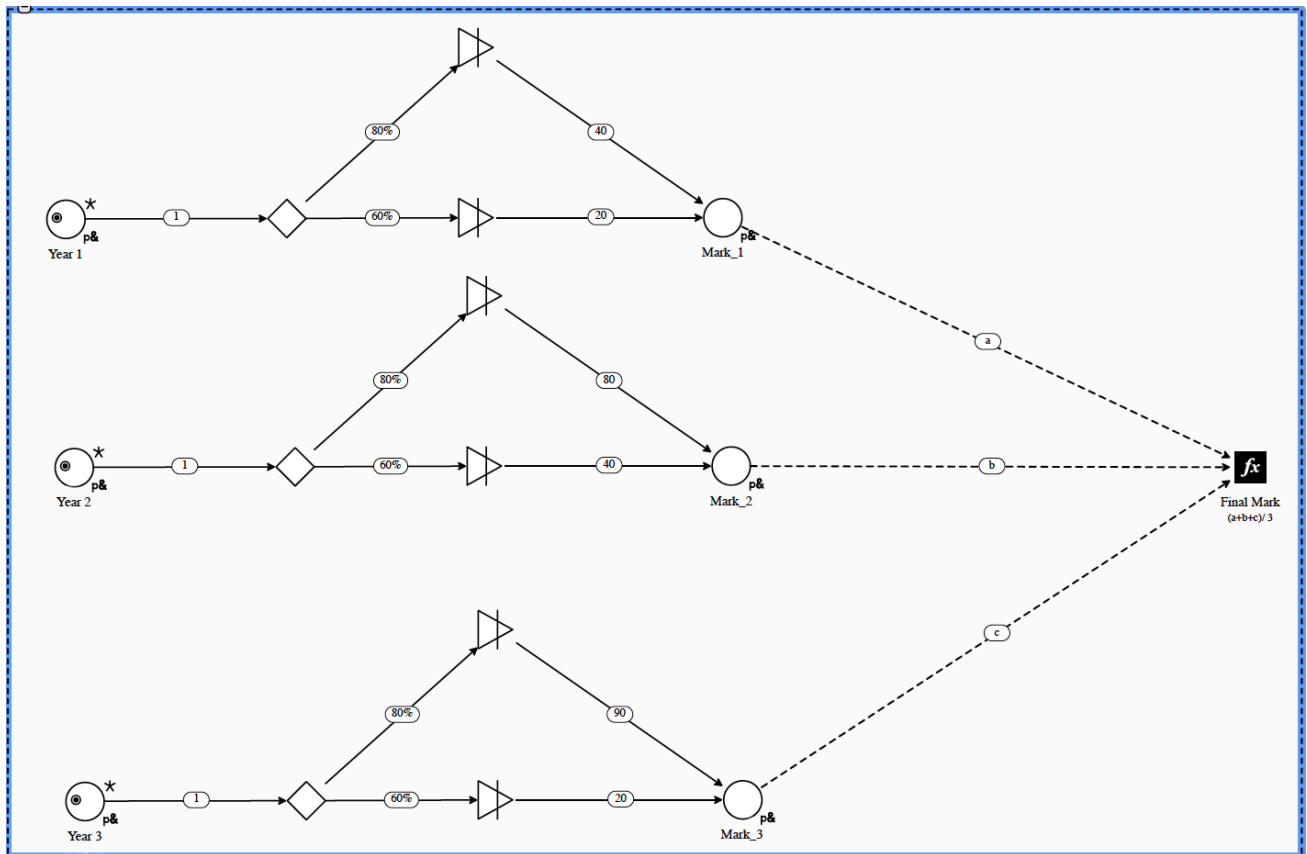 80%
40
*
1
60%
20
p&
Year 1
p&
Mark_1
a
80%
80
*
1
60%
40
b
fx
p&
Year 2
p&
Mark_2
Final Mark
(a+b+c)/ 3
c
80%
90
*
1
60%
20
p&
Year 3
p&
Mark_3